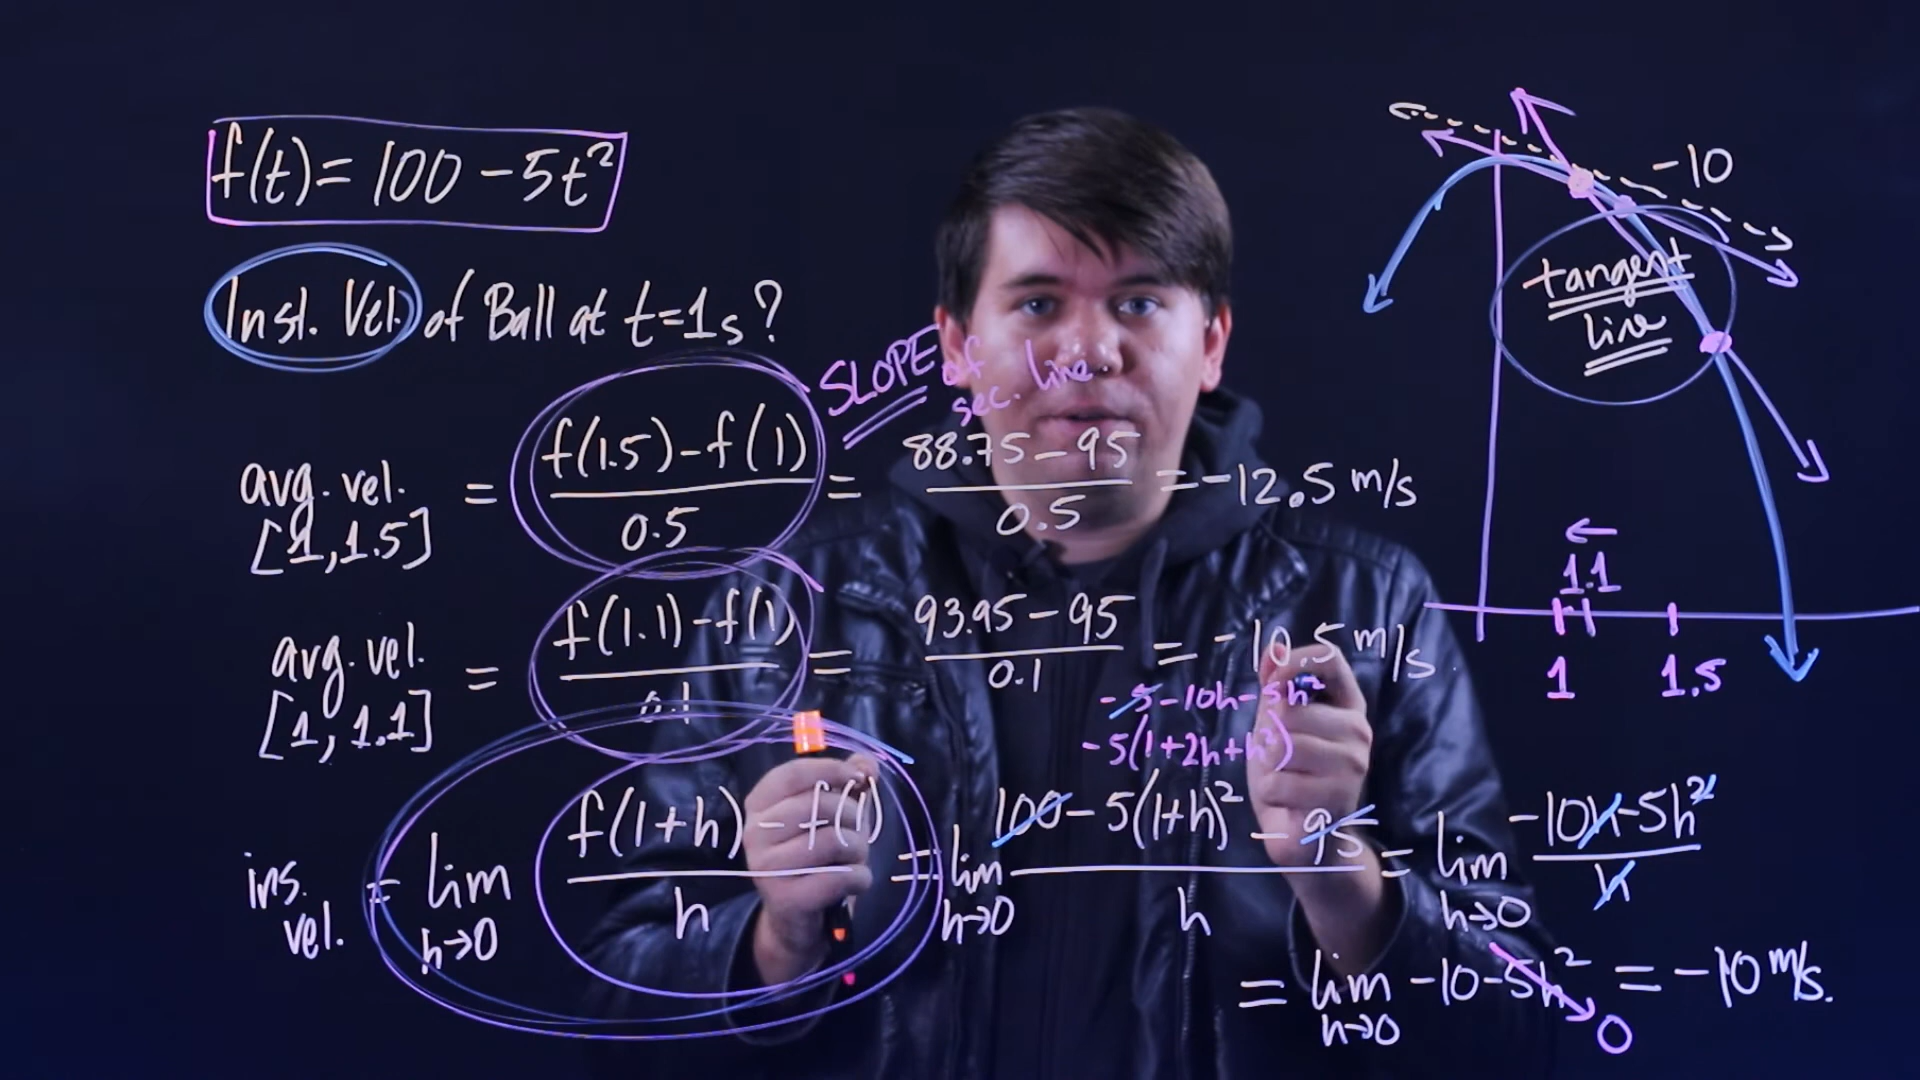 f(t) = 100 - 5t²
Inst. Vel. of Ball at t=1s?
SLOPE of
sec. line.
avg. vel. [1, 1.5] = f(1.5) - f(1) / 0.5 = 88.75 - 95 / 0.5 = -12.5 m/s
avg. vel. [1, 1.1] = f(1.1) - f(1) / 0.1 = 93.95 - 95 / 0.1 = -10.5 m/s.
-5-10h-5h²
-5(1+2h+h²)
ins. vel. = lim h→0 f(1+h) - f(1) / h = lim h→0 100 - 5(1+h)² - 95 / h = lim h→0 -10h-5h² / h
= lim h→0 -10-5h² = -10 m/s.
0
-10
tangent
line
←
1.1
1 1.5